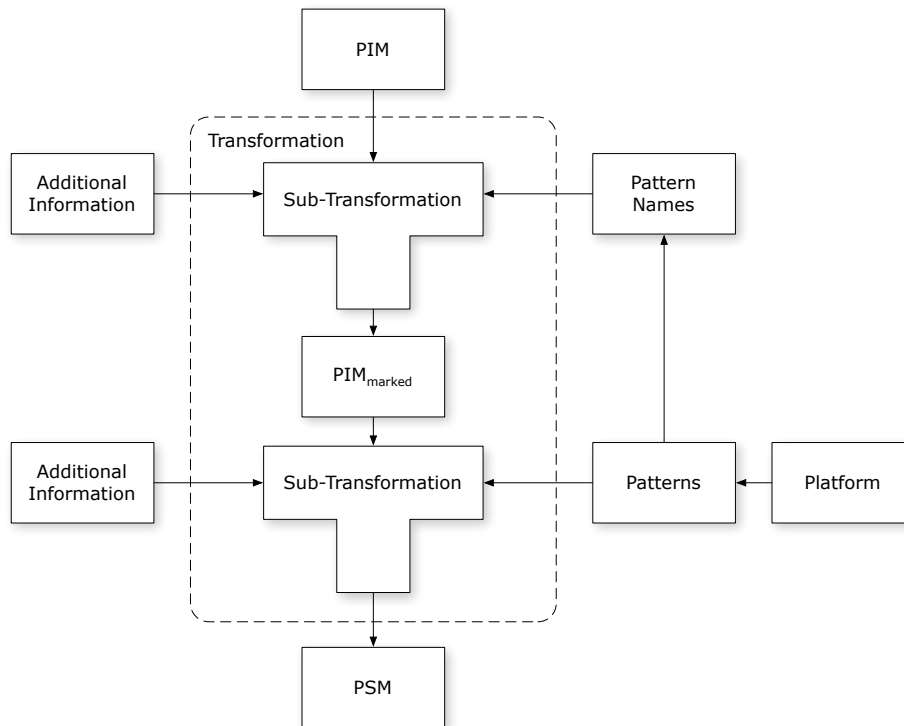 PIM
Transformation
Additional
Information
Sub-Transformation
Pattern
Names
PIMmarked
Additional
Information
Sub-Transformation
Patterns
Platform
PSM